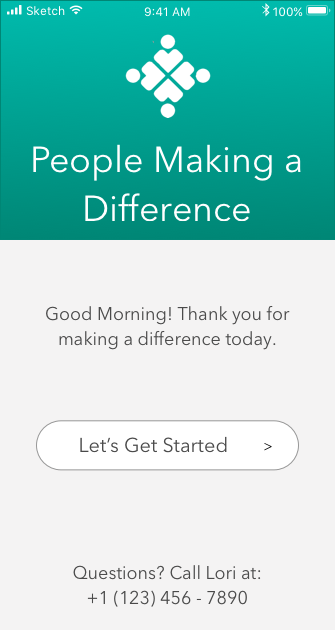 Sketch 9:41 AM 100%
People Making a
Difference
Good Morning! Thank you for
making a difference today.
Let’s Get Started >
Questions? Call Lori at:
+1 (123) 456 - 7890